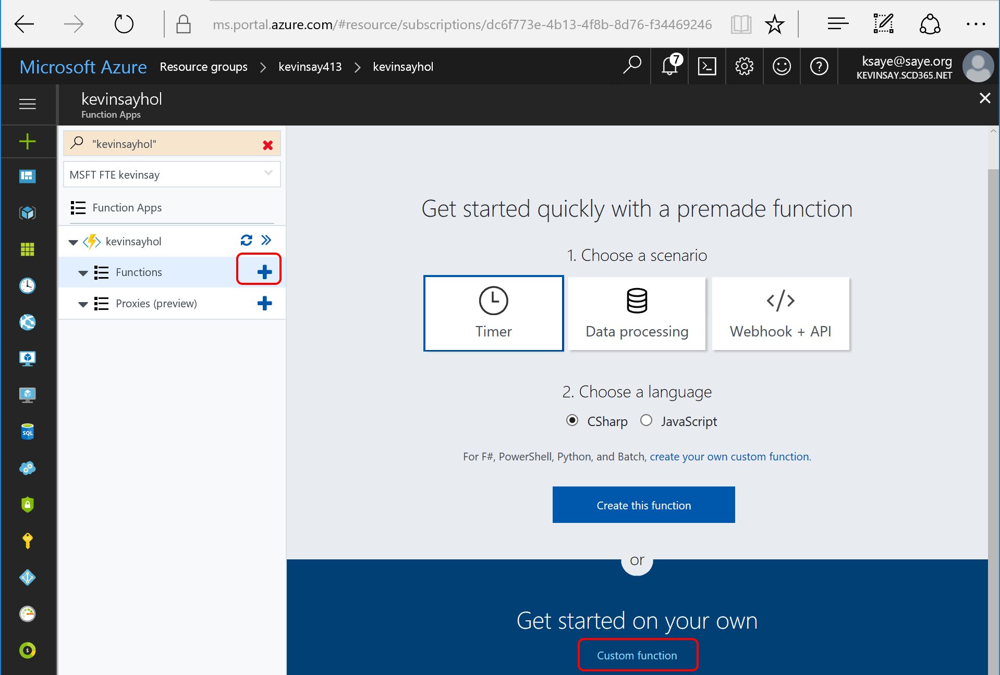 ms.portal.azure.com/#resource/subscriptions/dc6f773e-4b13-4f8b-8d76-f34469246
Microsoft Azure Resource groups > kevinsay413 > kevinsayhol
7
ksaye@saye.org
KEVINSAY.SCD365.NET
kevinsayhol
Function Apps
"kevinsayhol"
MSFT FTE kevinsay
Function Apps
kevinsayhol
Functions
Proxies (preview)
Get started quickly with a premade function
1. Choose a scenario
Timer
Data processing
Webhook + API
2. Choose a language
CSharp JavaScript
For F#, PowerShell, Python, and Batch, create your own custom function.
Create this function
or
Get started on your own
Custom function
SQL